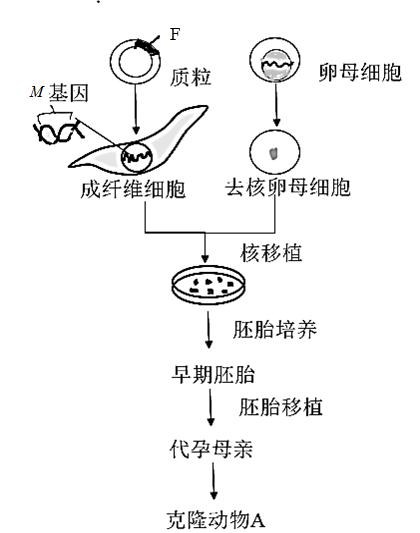 F
质粒
卵母细胞
M 基因
成纤维细胞
去核卵母细胞
核移植
胚胎培养
早期胚胎
胚胎移植
代孕母亲
克隆动物A